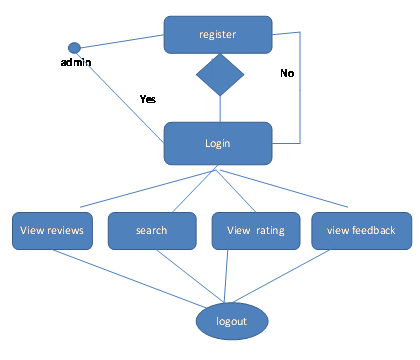 register
admin
No
Yes
Login
View reviews
search
View rating
view feedback
logout